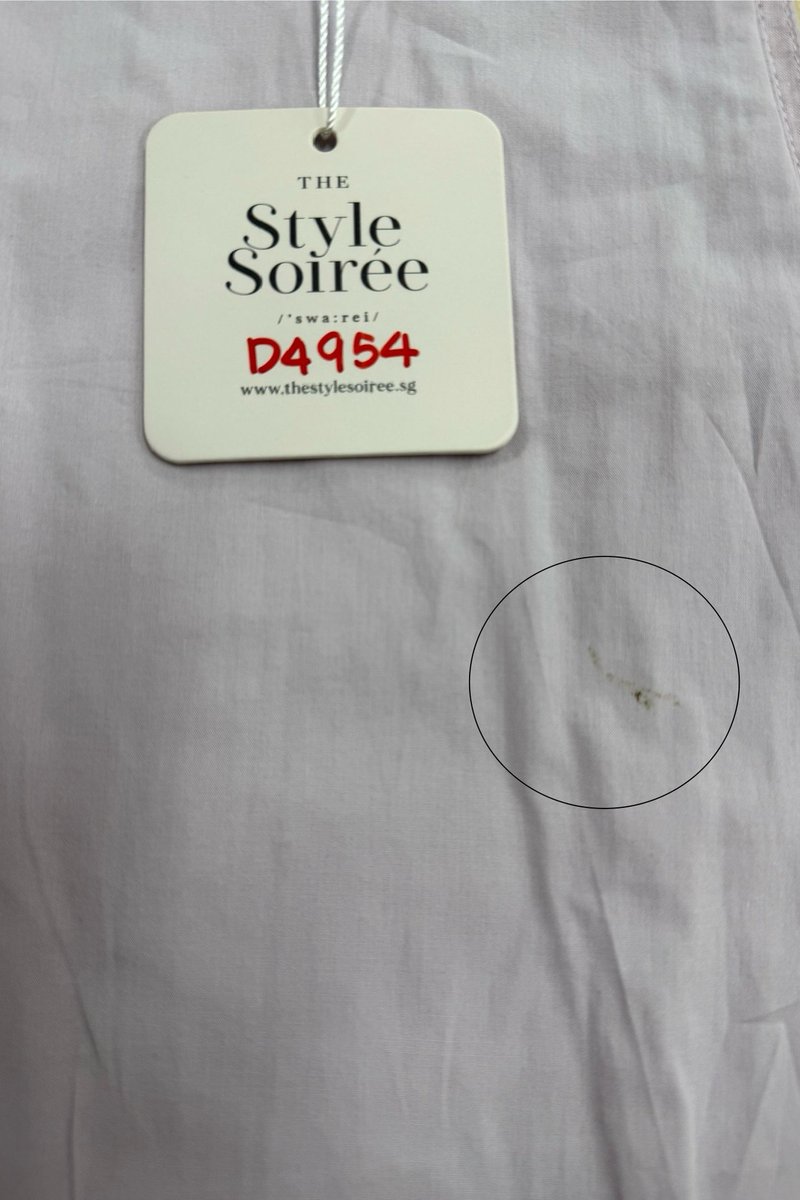 THE
Style
Soirée
/'swa:rei/
D4954
www.thestylesoiree.sg